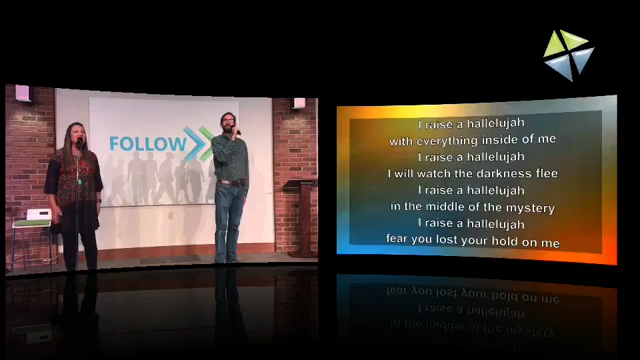 FOLLOW
I raise a hallelujah
with everything inside of me
I raise a hallelujah
I will watch the darkness flee
I raise a hallelujah
in the middle of the mystery
I raise a hallelujah
fear you lost your hold on me